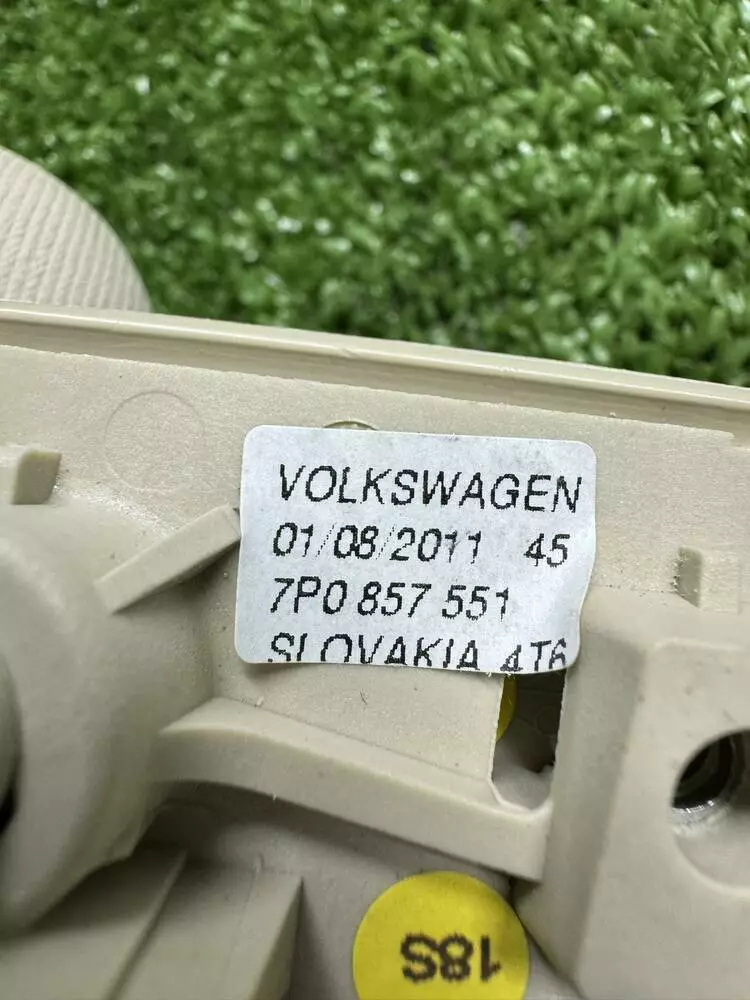 VOLKSWAGEN
01/08/2011 45
7P0 857 551
SLOVAKIA 4T6
18S